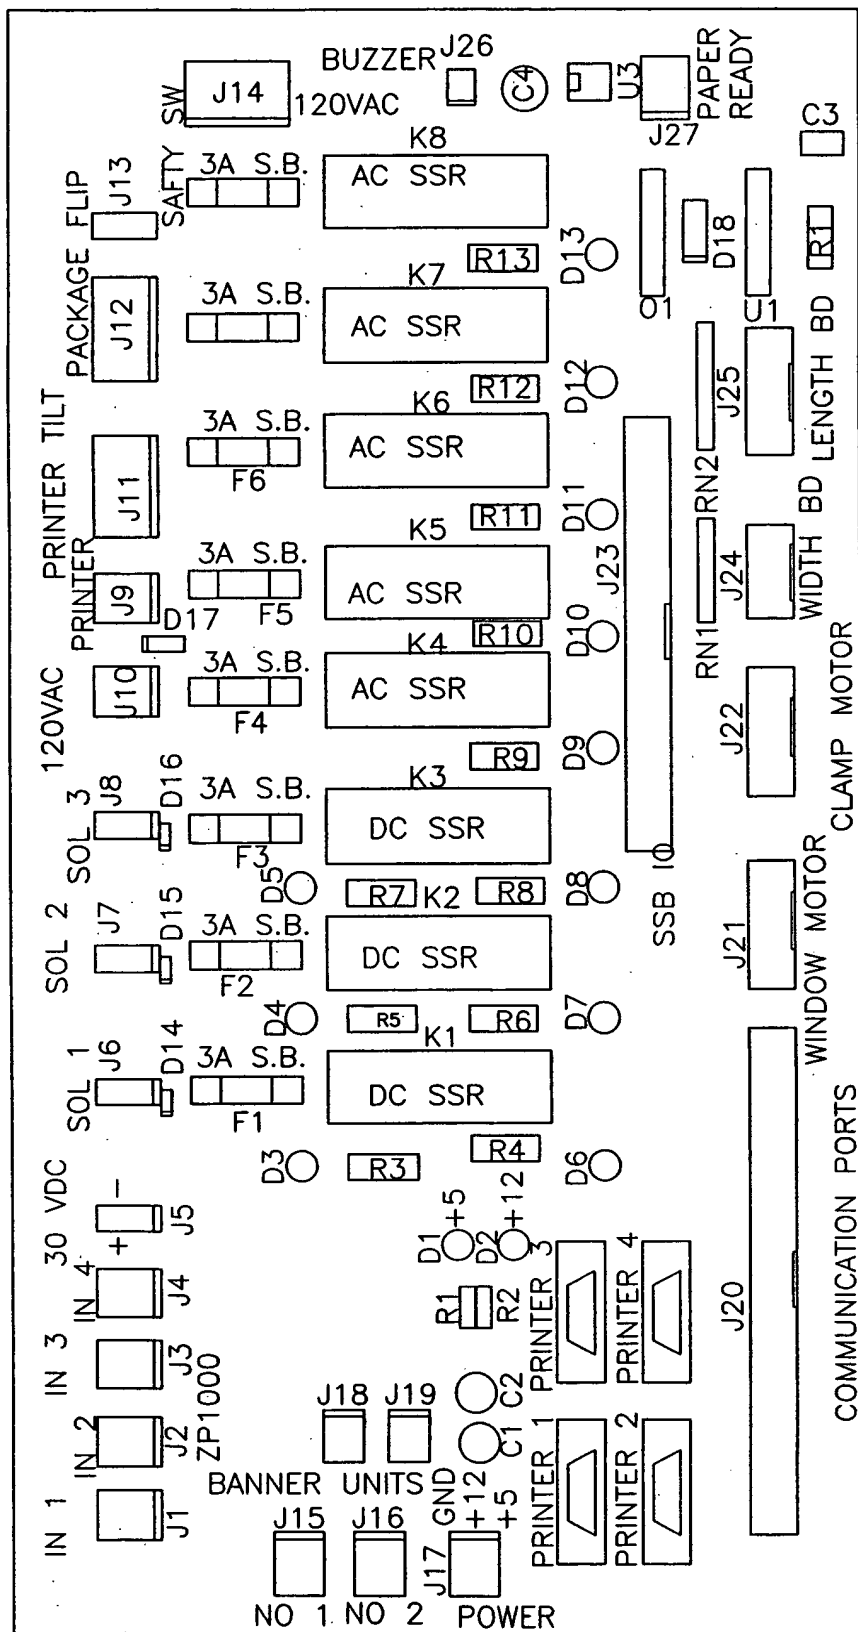 BUZZER
J26
SW
J14
120VAC
C4
U3
PAPER
READY
J27
C3
K8
SAFTY
3A S.B.
AC SSR
J13
PACKAGE FLIP
R13
D13
O1
D18
U1
R1
K7
3A S.B.
AC SSR
J12
R12
D12
J25
LENGTH BD
PRINTER TILT
K6
3A S.B.
AC SSR
F6
J11
R11
D11
J23
RN2
PRINTER
K5
3A S.B.
AC SSR
F5
J9
D17
R10
D10
RN1
J24
WIDTH BD
120VAC
K4
3A S.B.
AC SSR
F4
J10
R9
D9
J22
CLAMP MOTOR
SOL 3
J8
D16
K3
3A S.B.
DC SSR
F3
D5
R7
R8
D8
SSB IO
SOL 2
J7
D15
K2
3A S.B.
DC SSR
F2
D4
R5
R6
D7
J21
WINDOW MOTOR
SOL 1
J6
D14
K1
3A S.B.
DC SSR
F1
D3
R3
R4
D6
30 VDC
-
+
J5
D1
+5
D2
+12
IN 4
J4
R1
R2
PRINTER 3
PRINTER 4
J20
COMMUNICATION PORTS
IN 3
J3
ZP1000
IN 2
J2
J18
J19
C2
C1
BANNER UNITS
IN 1
J1
GND
+12
+5
PRINTER 1
PRINTER 2
J15
J16
J17
NO 1
NO 2
POWER